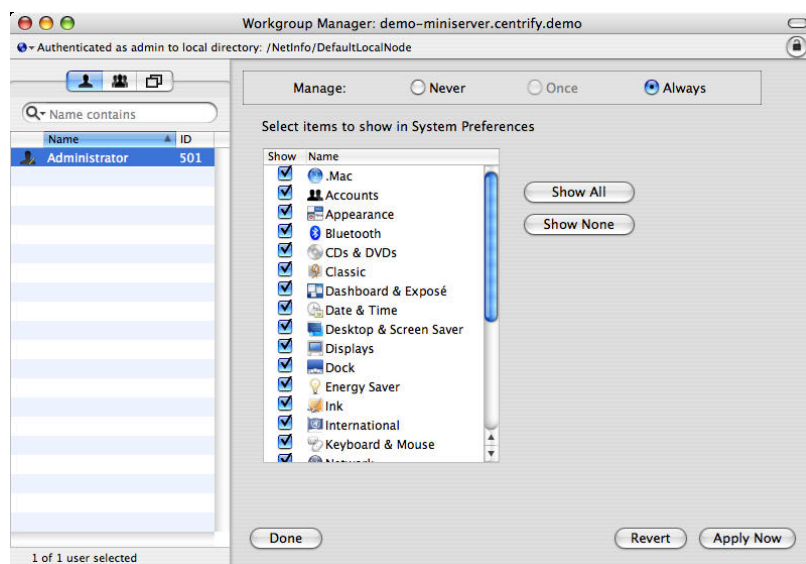 Workgroup Manager: demo-miniserver.centrify.demo
Authenticated as admin to local directory: /NetInfo/DefaultLocalNode
Manage: Never Once Always
Name contains
Select items to show in System Preferences
Name ID
Administrator 501
Show Name
.Mac
Accounts
Appearance
Bluetooth
CDs & DVDs
Classic
Dashboard & Exposé
Date & Time
Desktop & Screen Saver
Displays
Dock
Energy Saver
Ink
International
Keyboard & Mouse
Network
Show All
Show None
Done Revert Apply Now
1 of 1 user selected